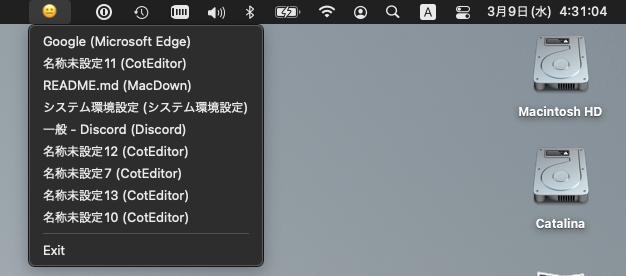 A
3月9日(水) 4:31:04
Google (Microsoft Edge)
名称未設定11 (CotEditor)
README.md (MacDown)
システム環境設定 (システム環境設定)
一般 - Discord (Discord)
名称未設定12 (CotEditor)
名称未設定7 (CotEditor)
名称未設定13 (CotEditor)
名称未設定10 (CotEditor)
Exit
Macintosh HD
Catalina